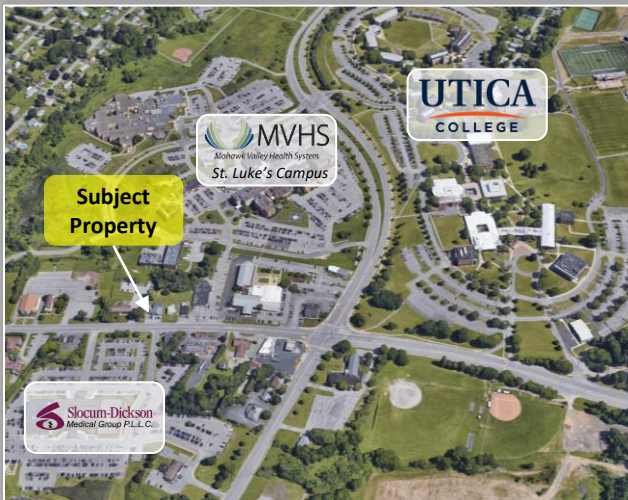 UTICA
COLLEGE
MVHS
Mohawk Valley Health System
St. Luke's Campus
Subject
Property
Slocum-Dickson
Medical Group P.L.L.C.